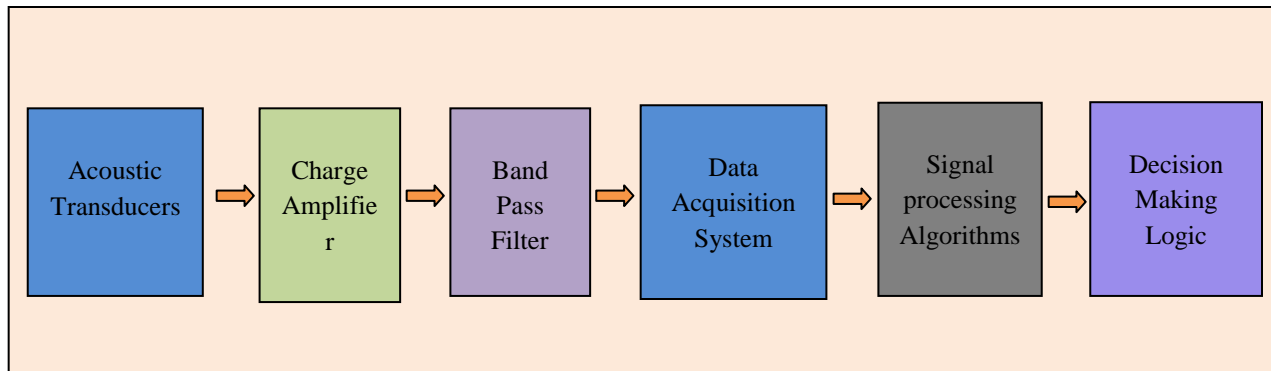 Acoustic
Transducers
Charge
Amplifie
r
Band
Pass
Filter
Data
Acquisition
System
Signal
processing
Algorithms
Decision
Making
Logic